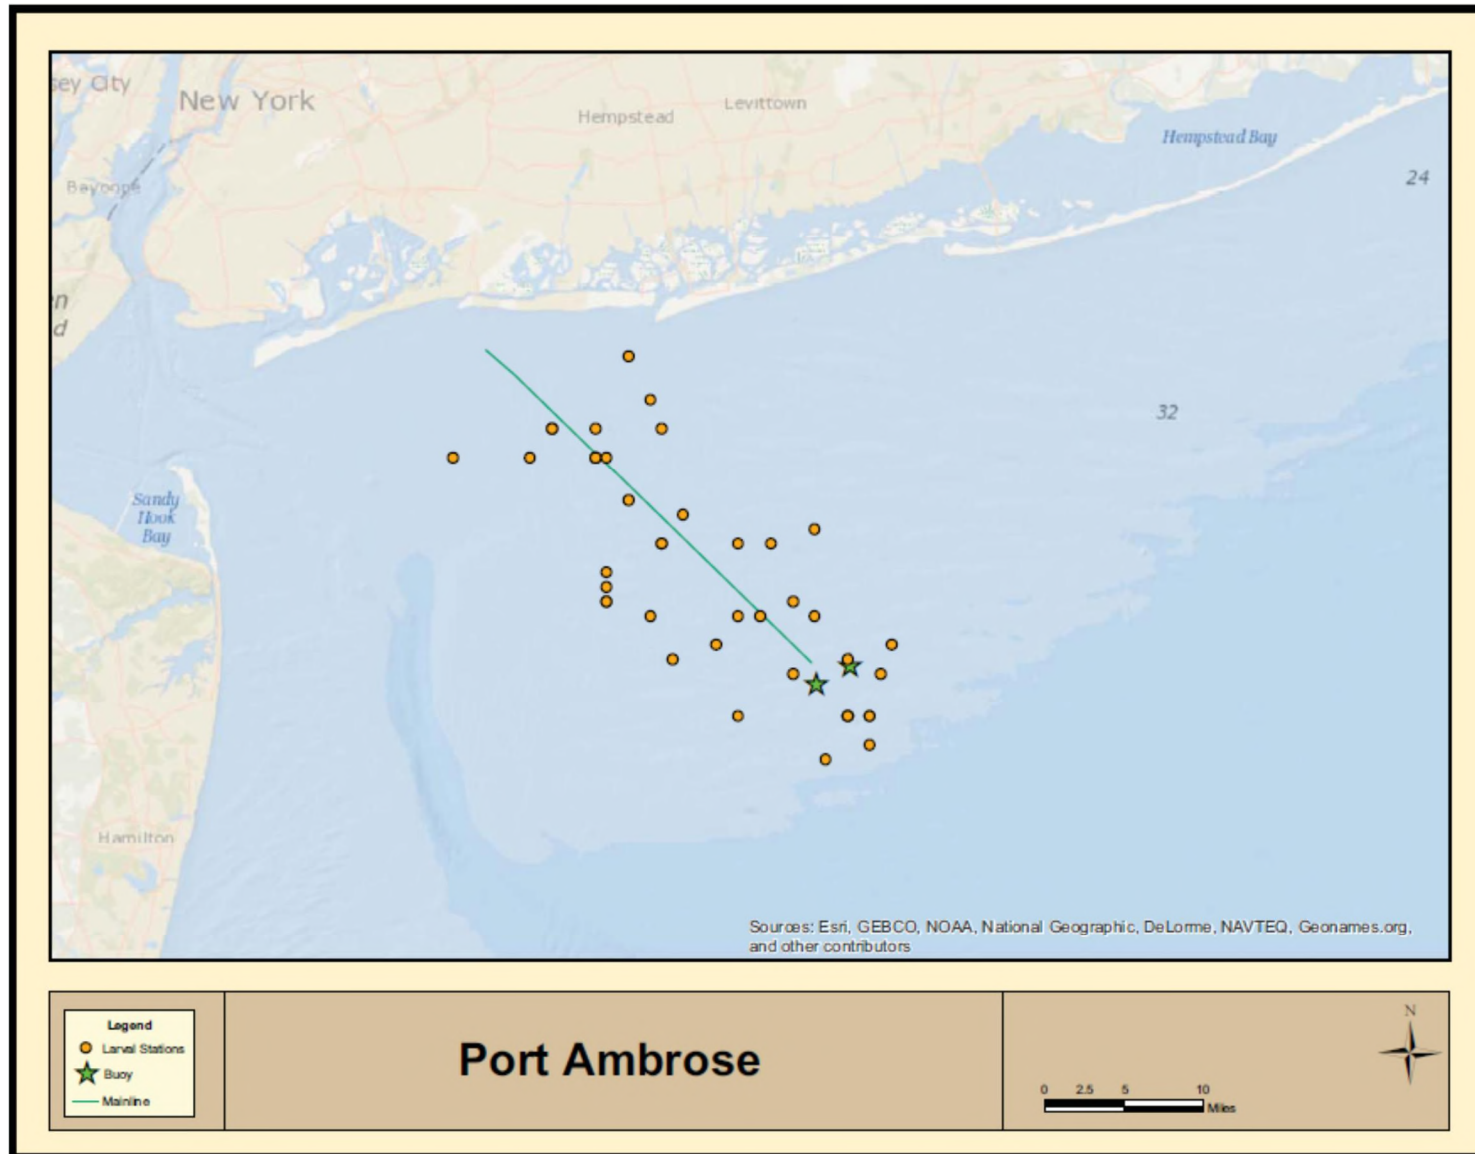 sey City
New York
Hempstead
Levittown
Hempstead Bay
24
Bayonne
n
d
32
Sandy
Hook
Bay
Hamilton
Sources: Esri, GEBCO, NOAA, National Geographic, DeLorme, NAVTEQ, Geonames.org,
and other contributors
Legend
Larval Stations
Buoy
Mainline
Port Ambrose
N
0 2.5 5 10
Miles